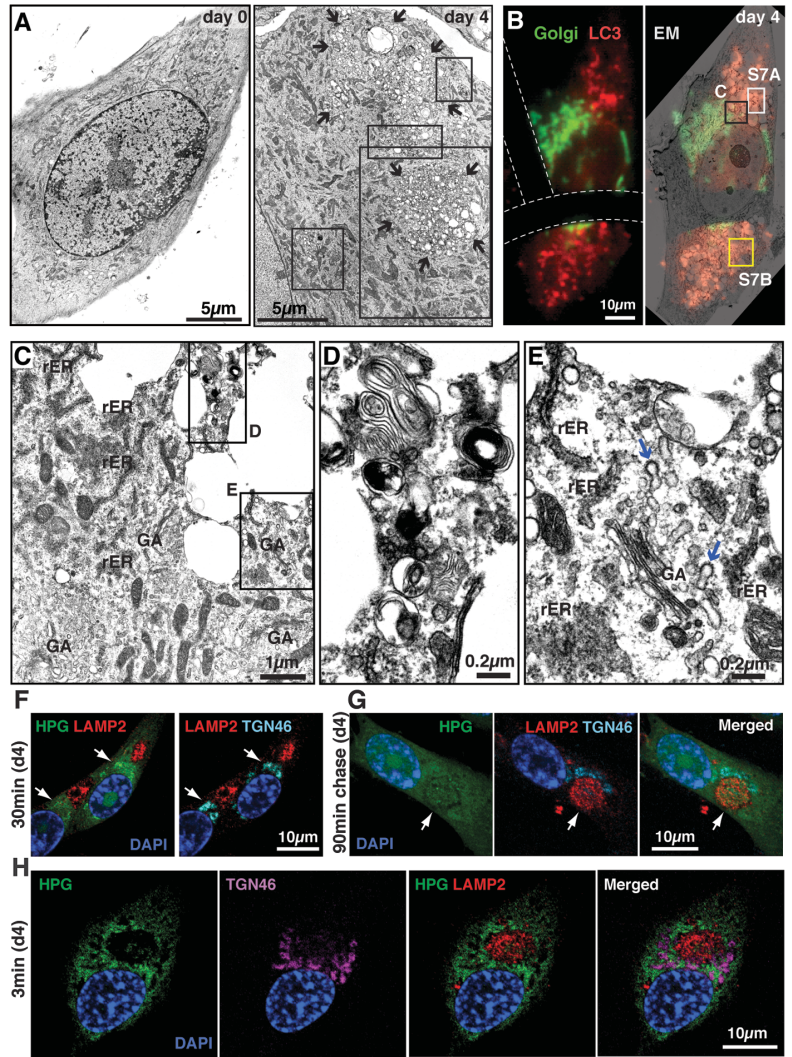 A
day 0
5µm
day 4
5µm
B
Golgi LC3
10µm
EM
day 4
S7A
C
S7B
C
rER
rER
rER
D
E
GA
GA
rER
GA
1µm
D
0.2µm
E
rER
rER
GA
rER
rER
0.2µm
F
30min (d4)
HPG LAMP2
DAPI
LAMP2 TGN46
10µm
G
90min chase (d4)
HPG
DAPI
LAMP2 TGN46
Merged
10µm
H
3min (d4)
HPG
DAPI
TGN46
HPG LAMP2
Merged
10µm